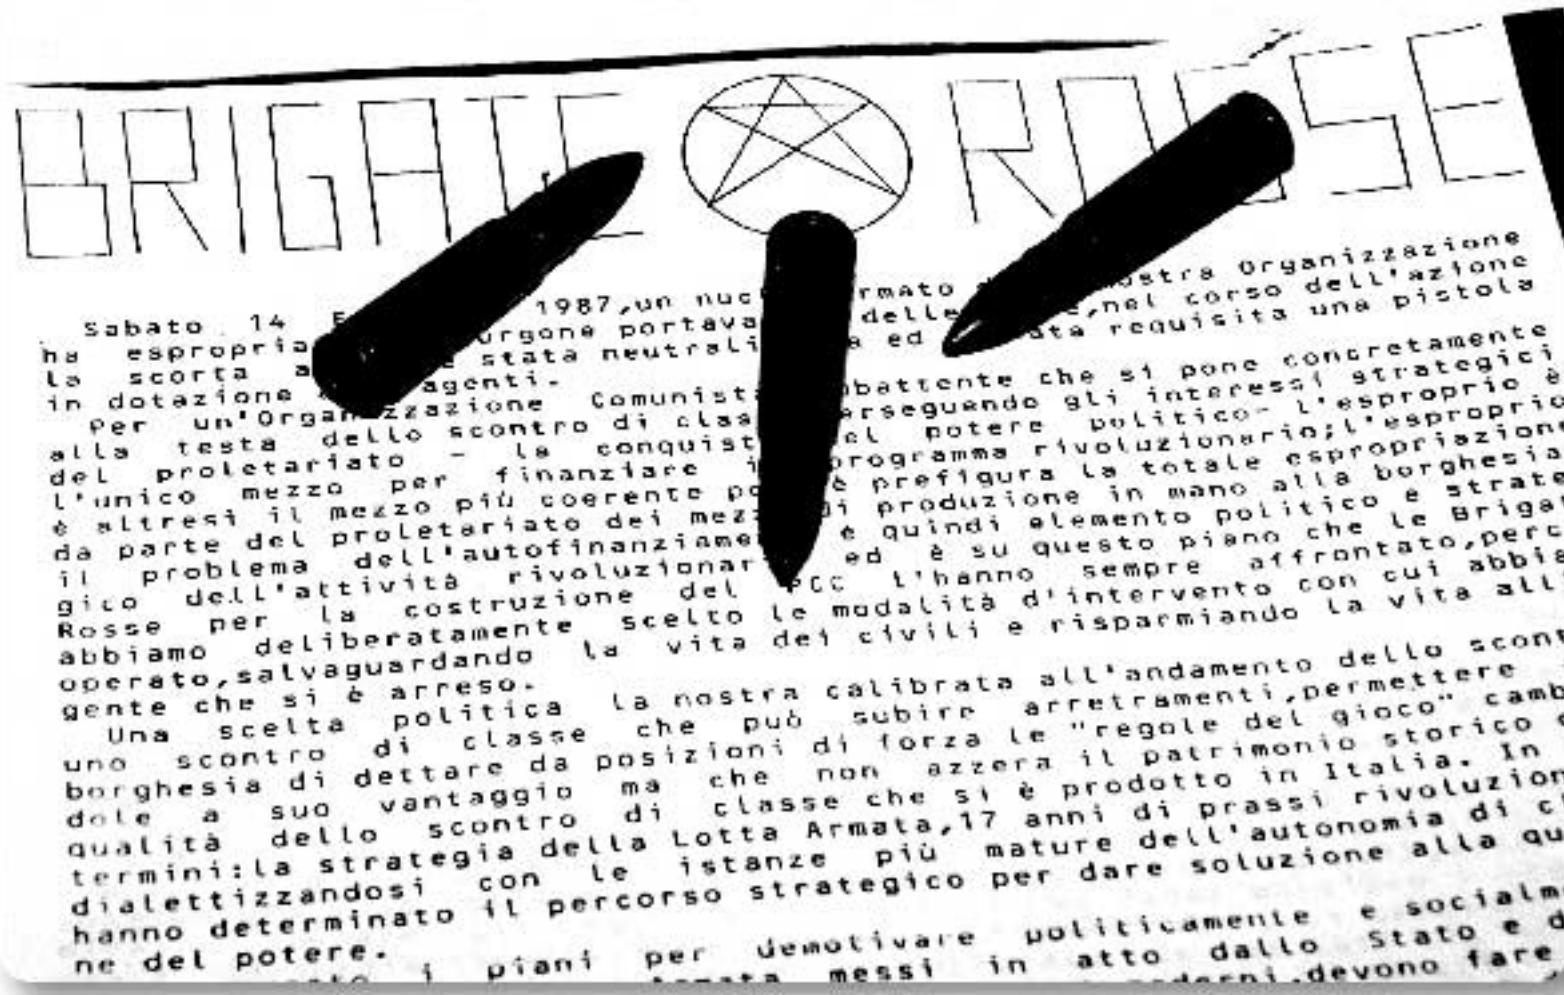 BRIGATE ROSSE
Sabato 14 1987,un ostra Organizzazione
ha espropria urgone portava delle ,nel corso dell'azione
la scorta stata neutrali ed ata requisita una pistola
in dotazione agenti.
Per un'Organizzazione Comunista battente che si pone concretamente
alla testa dello scontro di clas erseguendo gli interessi strategici
del proletariato - la conquist el potere politico- l'esproprio è
l'unico mezzo per finanziare programma rivoluzionario;l'esproprio
è altresì il mezzo più coerente è prefigura la totale espropriazione
da parte del proletariato dei mez di produzione in mano alla borghesia
il problema dell'autofinanziame è quindi elemento politico e strate
gico dell'attività rivoluzionar ed è su questo piano che le Briga
Rosse per la costruzione del PCC l'hanno sempre affrontato,perc
abbiamo deliberatamente scelto le modalità d'intervento con cui abbia
operato,salvaguardando la vita dei civili e risparmiando la vita all
gente che si è arreso.
Una scelta politica la nostra calibrata all'andamento dello scont
uno scontro di classe che può subire arretramenti,permettere
borghesia di dettare da posizioni di forza le "regole del gioco" camb
dole a suo vantaggio ma che non azzera il patrimonio storico
qualità dello scontro di classe che si è prodotto in Italia. In
termini:la strategia della Lotta Armata,17 anni di prassi rivoluzion
dialettizzandosi con le istanze più mature dell'autonomia di c
hanno determinato il percorso strategico per dare soluzione alla qu
ne del potere.
i piani per demotivare politicamente e socialm
messi in atto dallo Stato e d
,devono fare